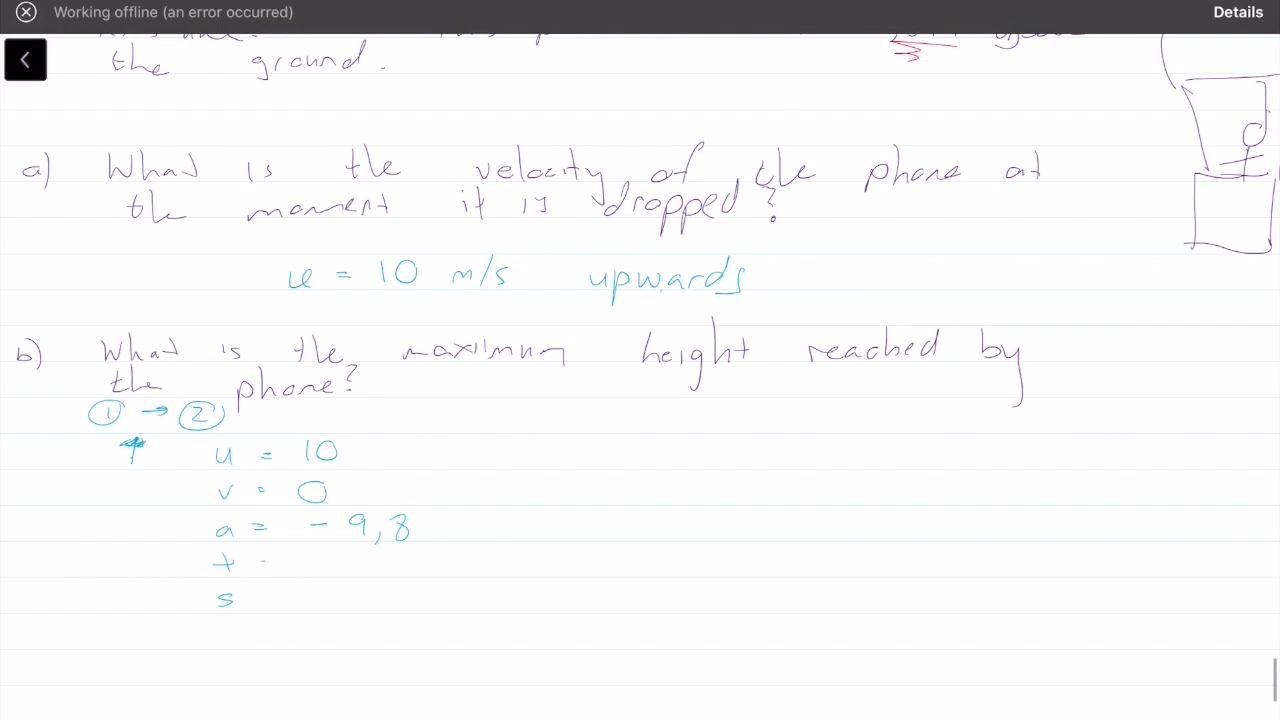 Working offline (an error occurred)
Details
the ground.
a) What is the velocity of the phone at
the moment it is dropped?
u = 10 m/s upwards
b) What is the maximum height reached by
the phone?
1 → 2
↑ u = 10
v = 0
a = - 9,8
t =
s